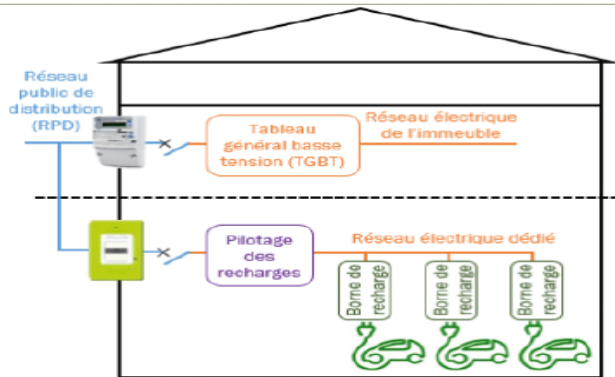 Réseau
public de
distribution
(RPD)
Tableau
général basse
tension (TGBT)
Réseau électrique
de l'immeuble
Pilotage
des
recharges
Réseau électrique dédié
Borne de
recharge
Borne de
recharge
Borne de
recharge